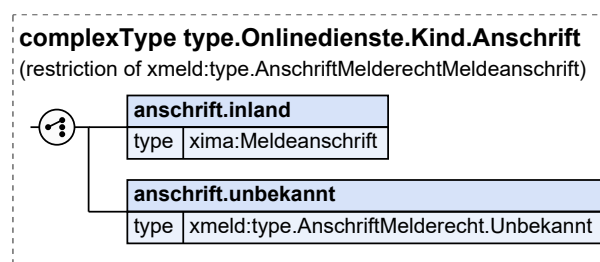 complexType type.Onlinedienste.Kind.Anschrift
(restriction of xmeld:type.AnschriftMelderechtMeldeanschrift)
anschrift.inland
type xima:Meldeanschrift
anschrift.unbekannt
type xmeld:type.AnschriftMelderecht.Unbekannt